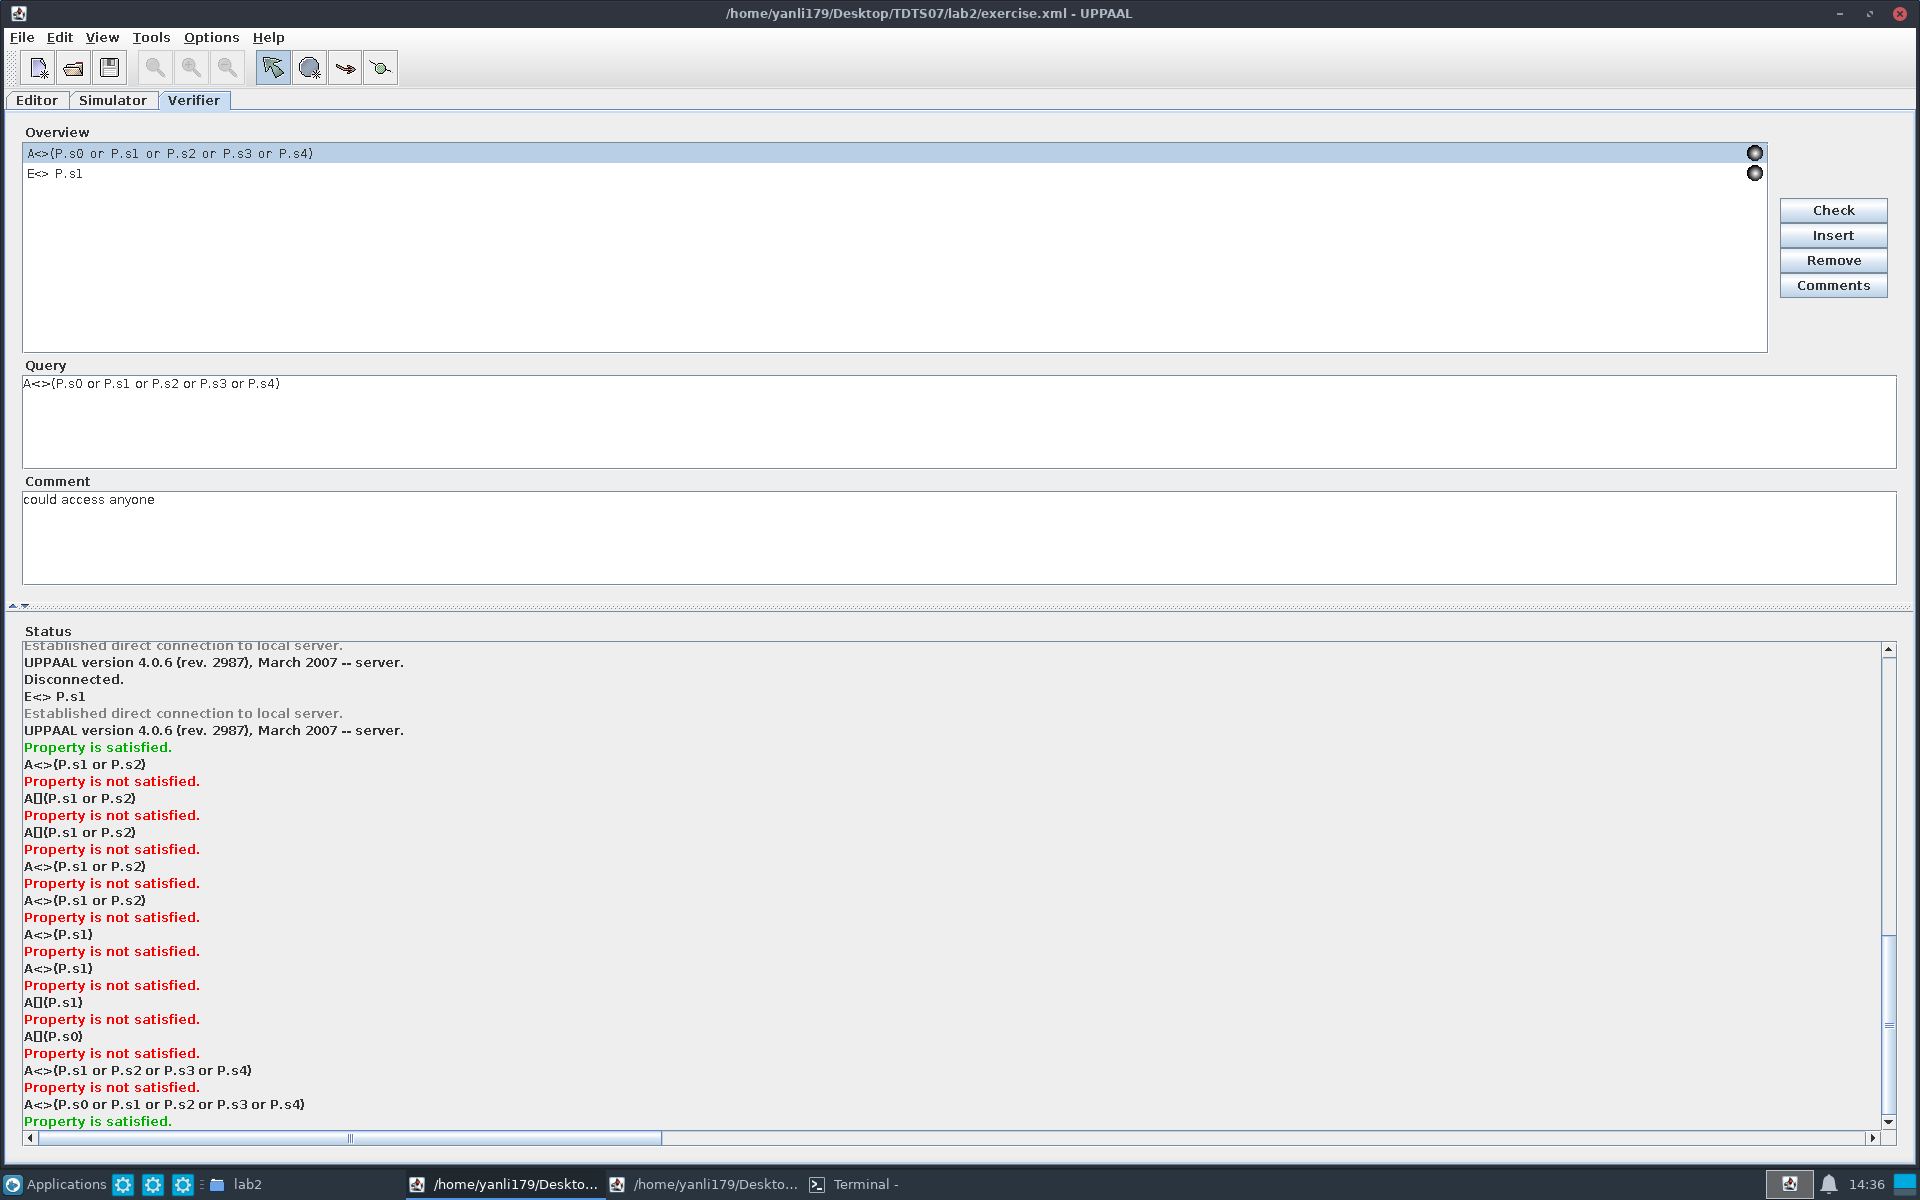 /home/yanli179/Desktop/TDTS07/lab2/exercise.xml - UPPAAL
File Edit View Tools Options Help
Editor Simulator Verifier
Overview
A<>(P.s0 or P.s1 or P.s2 or P.s3 or P.s4)
E<> P.s1
Check
Insert
Remove
Comments
Query
A<>(P.s0 or P.s1 or P.s2 or P.s3 or P.s4)
Comment
could access anyone
Status
Established direct connection to local server.
UPPAAL version 4.0.6 (rev. 2987), March 2007 -- server.
Disconnected.
E<> P.s1
Established direct connection to local server.
UPPAAL version 4.0.6 (rev. 2987), March 2007 -- server.
Property is satisfied.
A<>(P.s1 or P.s2)
Property is not satisfied.
A[](P.s1 or P.s2)
Property is not satisfied.
A[](P.s1 or P.s2)
Property is not satisfied.
A<>(P.s1 or P.s2)
Property is not satisfied.
A<>(P.s1 or P.s2)
Property is not satisfied.
A<>(P.s1)
Property is not satisfied.
A<>(P.s1)
Property is not satisfied.
A[](P.s1)
Property is not satisfied.
A[](P.s0)
Property is not satisfied.
A<>(P.s1 or P.s2 or P.s3 or P.s4)
Property is not satisfied.
A<>(P.s0 or P.s1 or P.s2 or P.s3 or P.s4)
Property is satisfied.
Applications lab2 /home/yanli179/Deskto... /home/yanli179/Deskto... Terminal - 14:36